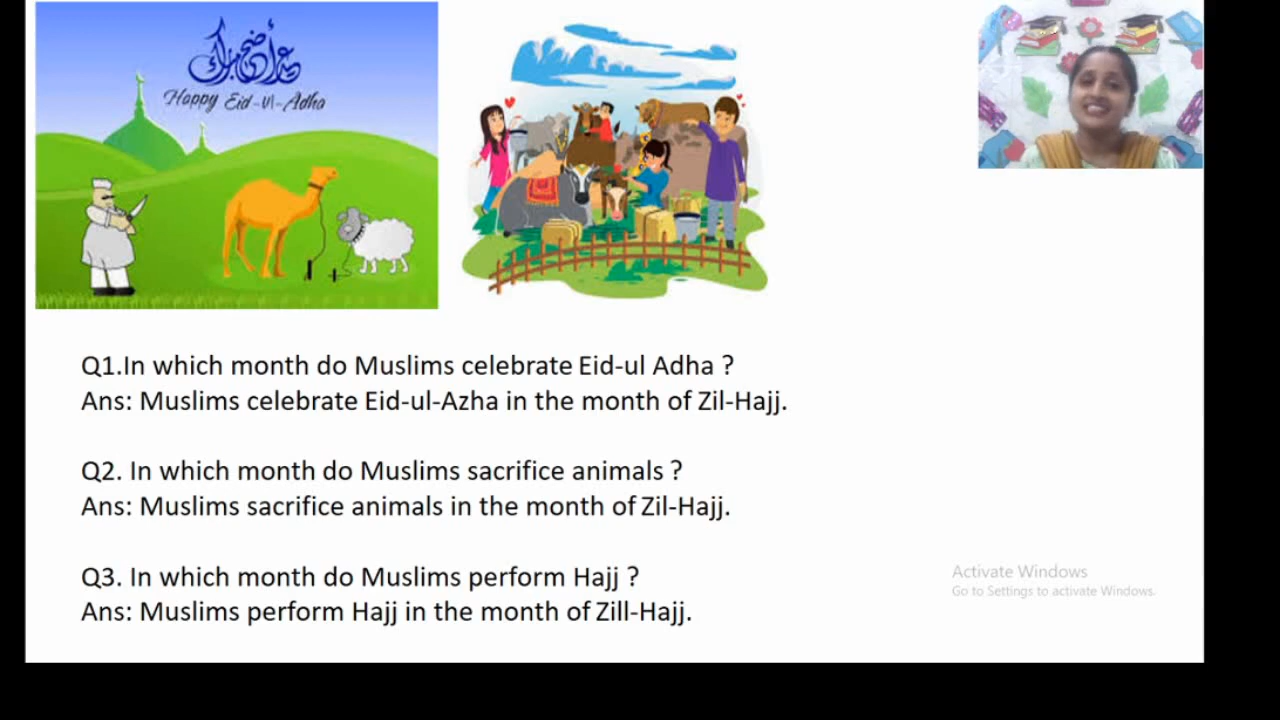 عيد أضحى مبارك
Happy Eid-ul-Adha
Q1.In which month do Muslims celebrate Eid-ul Adha ?
Ans: Muslims celebrate Eid-ul-Azha in the month of Zil-Hajj.
Q2. In which month do Muslims sacrifice animals ?
Ans: Muslims sacrifice animals in the month of Zil-Hajj.
Q3. In which month do Muslims perform Hajj ?
Ans: Muslims perform Hajj in the month of Zill-Hajj.
Activate Windows
Go to Settings to activate Windows.